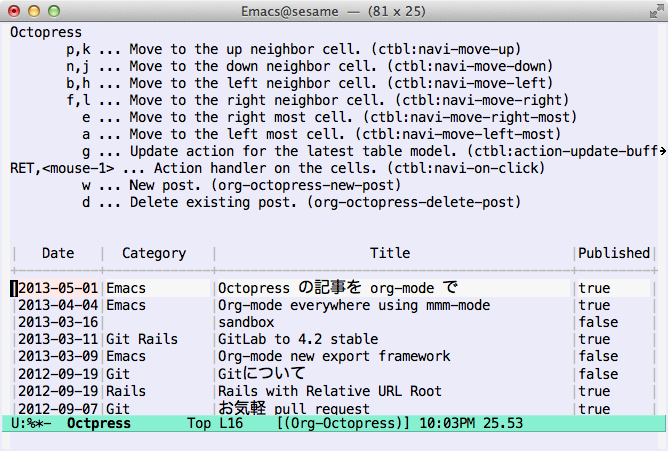 Emacs@sesame — (81 x 25)
Octopress
p,k ... Move to the up neighbor cell. (ctbl:navi-move-up)
n,j ... Move to the down neighbor cell. (ctbl:navi-move-down)
b,h ... Move to the left neighbor cell. (ctbl:navi-move-left)
f,l ... Move to the right neighbor cell. (ctbl:navi-move-right)
e ... Move to the right most cell. (ctbl:navi-move-right-most)
a ... Move to the left most cell. (ctbl:navi-move-left-most)
g ... Update action for the latest table model. (ctbl:action-update-buff
RET,<mouse-1> ... Action handler on the cells. (ctbl:navi-on-click)
w ... New post. (org-octopress-new-post)
d ... Delete existing post. (org-octopress-delete-post)
| Date | Category | Title |Published|
|2013-05-01|Emacs |Octopress の記事を org-mode で |true |
|2013-04-04|Emacs |Org-mode everywhere using mmm-mode |true |
|2013-03-16| |sandbox |false |
|2013-03-11|Git Rails |GitLab to 4.2 stable |true |
|2013-03-09|Emacs |Org-mode new export framework |false |
|2012-09-19|Git |Gitについて |false |
|2012-09-19|Rails |Rails with Relative URL Root |true |
|2012-09-07|Git |お気軽 pull request |true |
U:%*- Octpress Top L16 [(Org-Octopress)] 10:03PM 25.53